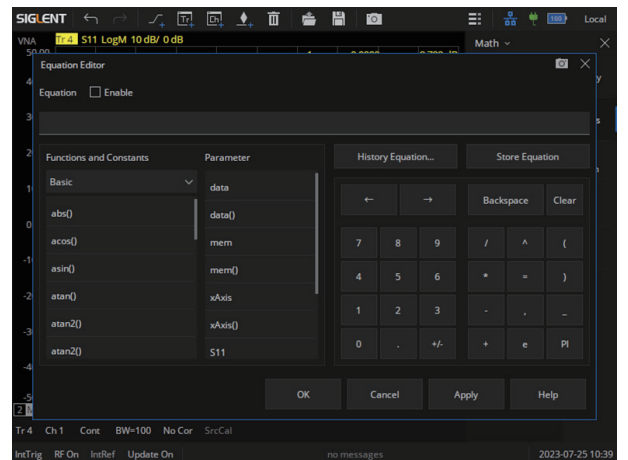 SIGLENT Tr 100 Local
VNA Tr 4 S11 LogM 10 dB/ 0 dB Math
Equation Editor
Equation Enable
Functions and Constants Parameter History Equation... Store Equation
Basic data
← → Backspace Clear
abs() data()
acos() mem 7 8 9 / ^ (
asin() mem() 4 5 6 * = )
atan() xAxis
1 2 3 - , _
atan2() xAxis()
atan2() S11 0 . +/- + e PI
OK Cancel Apply Help
Tr 4 Ch 1 Cont BW=100 No Cor SrcCal
IntTrig RF On IntRef Update On no messages 2023-07-25 10:39